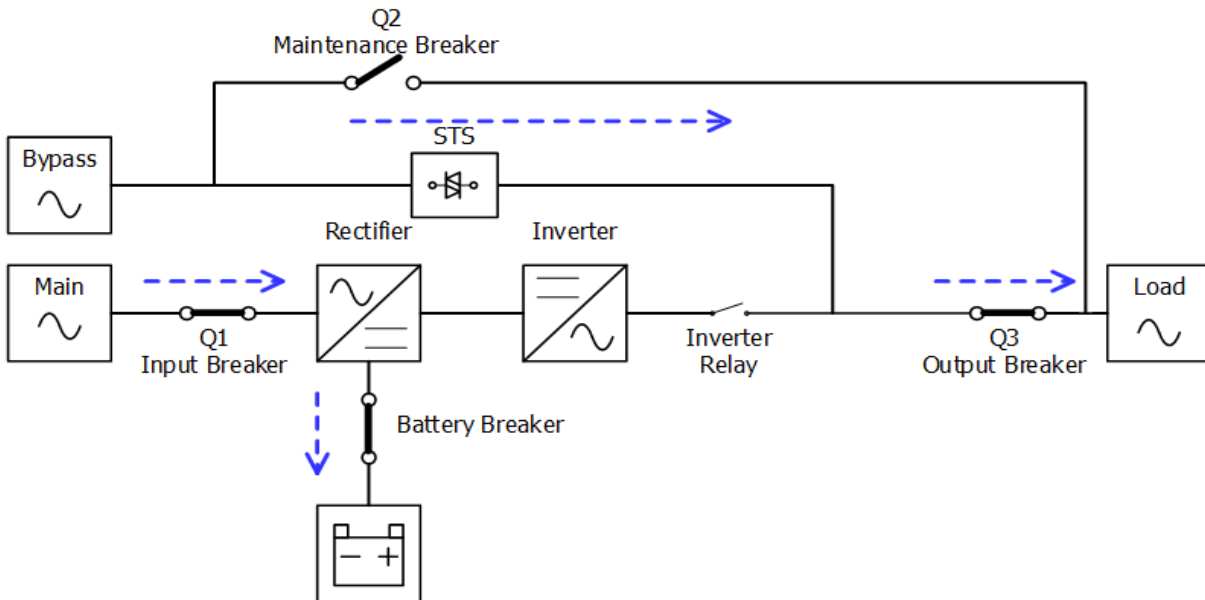 Q2
Maintenance Breaker
STS
Bypass
Rectifier
Inverter
Main
Load
Q1
Input Breaker
Inverter
Relay
Q3
Output Breaker
Battery Breaker